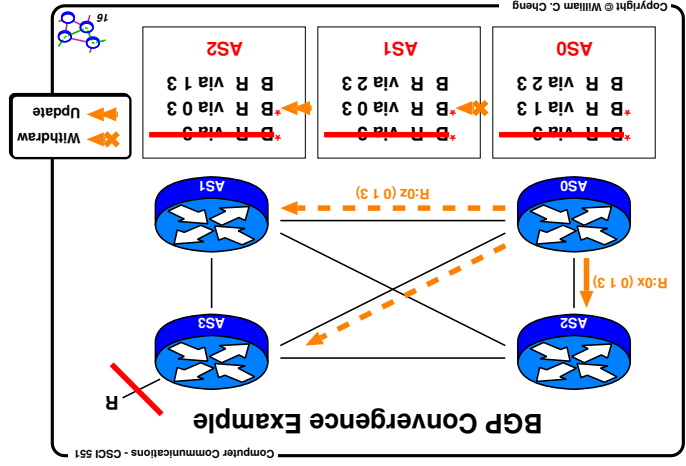 Computer Communications - CSCI 551
BGP Convergence Example
R
AS2
AS3
R:0x (0 1 3)
R:0z (0 1 3)
AS0
AS1
*B R via 3
*B R via 1 3
B R via 2 3
AS0
*B R via 3
*B R via 0 3
B R via 2 3
AS1
*B R via 3
*B R via 0 3
B R via 1 3
AS2
Withdraw
Update
16
Copyright © William C. Cheng